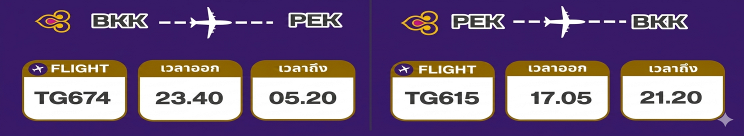 BKK PEK
FLIGHT เวลาออก เวลาถึง
TG674 23.40 05.20
PEK BKK
FLIGHT เวลาออก เวลาถึง
TG615 17.05 21.20